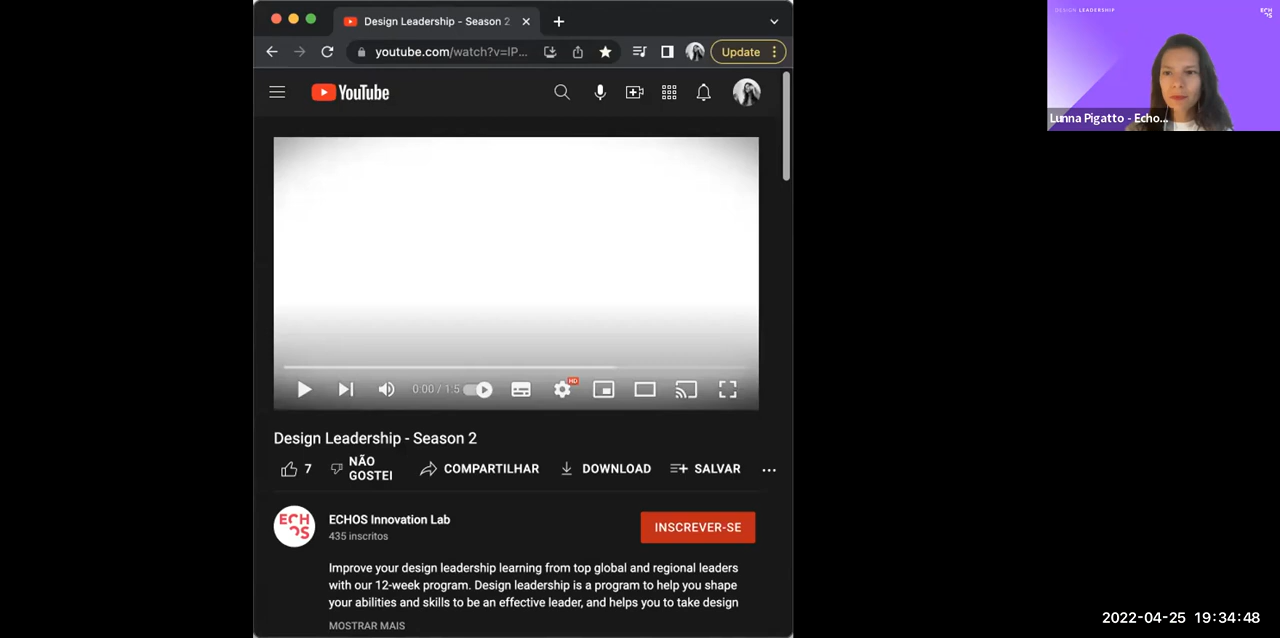 Design Leadership - Season 2
youtube.com/watch?v=IP...
Update
YouTube
0:00 / 1:5
HD
Design Leadership - Season 2
7
NÃO GOSTEI
COMPARTILHAR
DOWNLOAD
SALVAR
ECHOS
ECHOS Innovation Lab
435 inscritos
INSCREVER-SE
Improve your design leadership learning from top global and regional leaders
with our 12-week program. Design leadership is a program to help you shape
your abilities and skills to be an effective leader, and helps you to take design
MOSTRAR MAIS
DESIGN LEADERSHIP
ECHOS
Lunna Pigatto - Echo...
2022-04-25 19:34:48